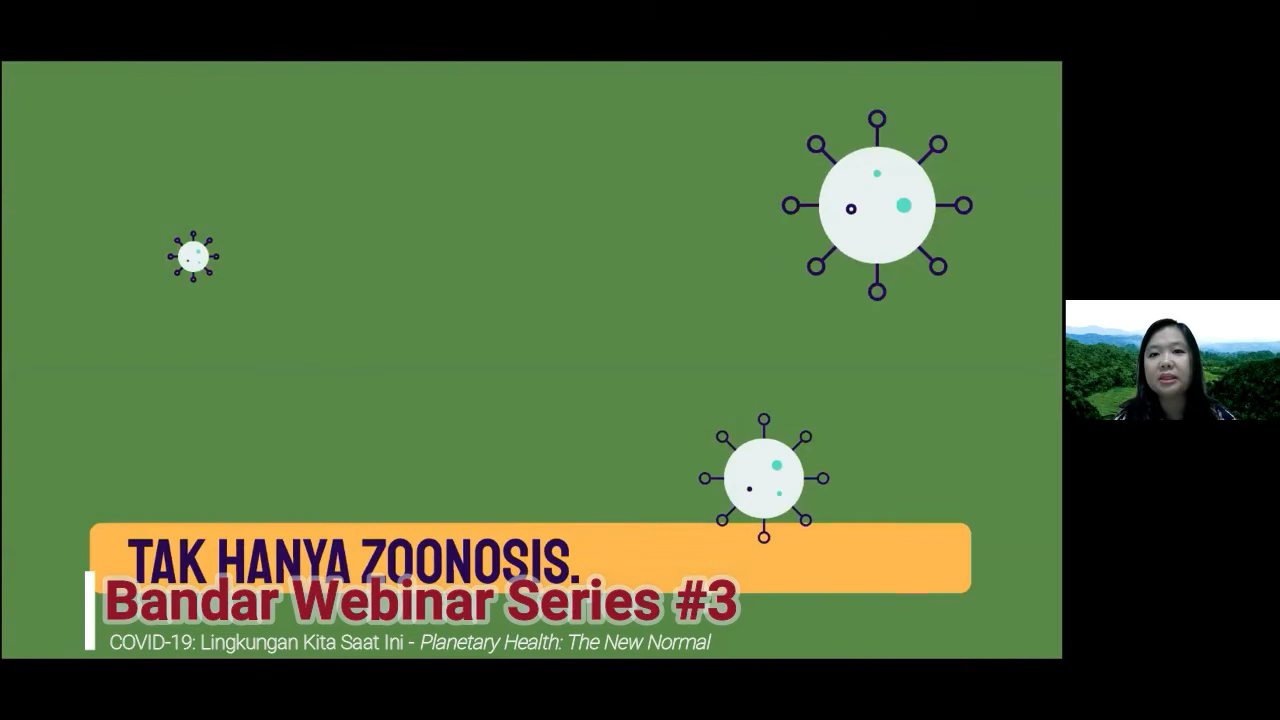 TAK HANYA ZOONOSIS.
Bandar Webinar Series #3
COVID-19: Lingkungan Kita Saat Ini - Planetary Health: The New Normal